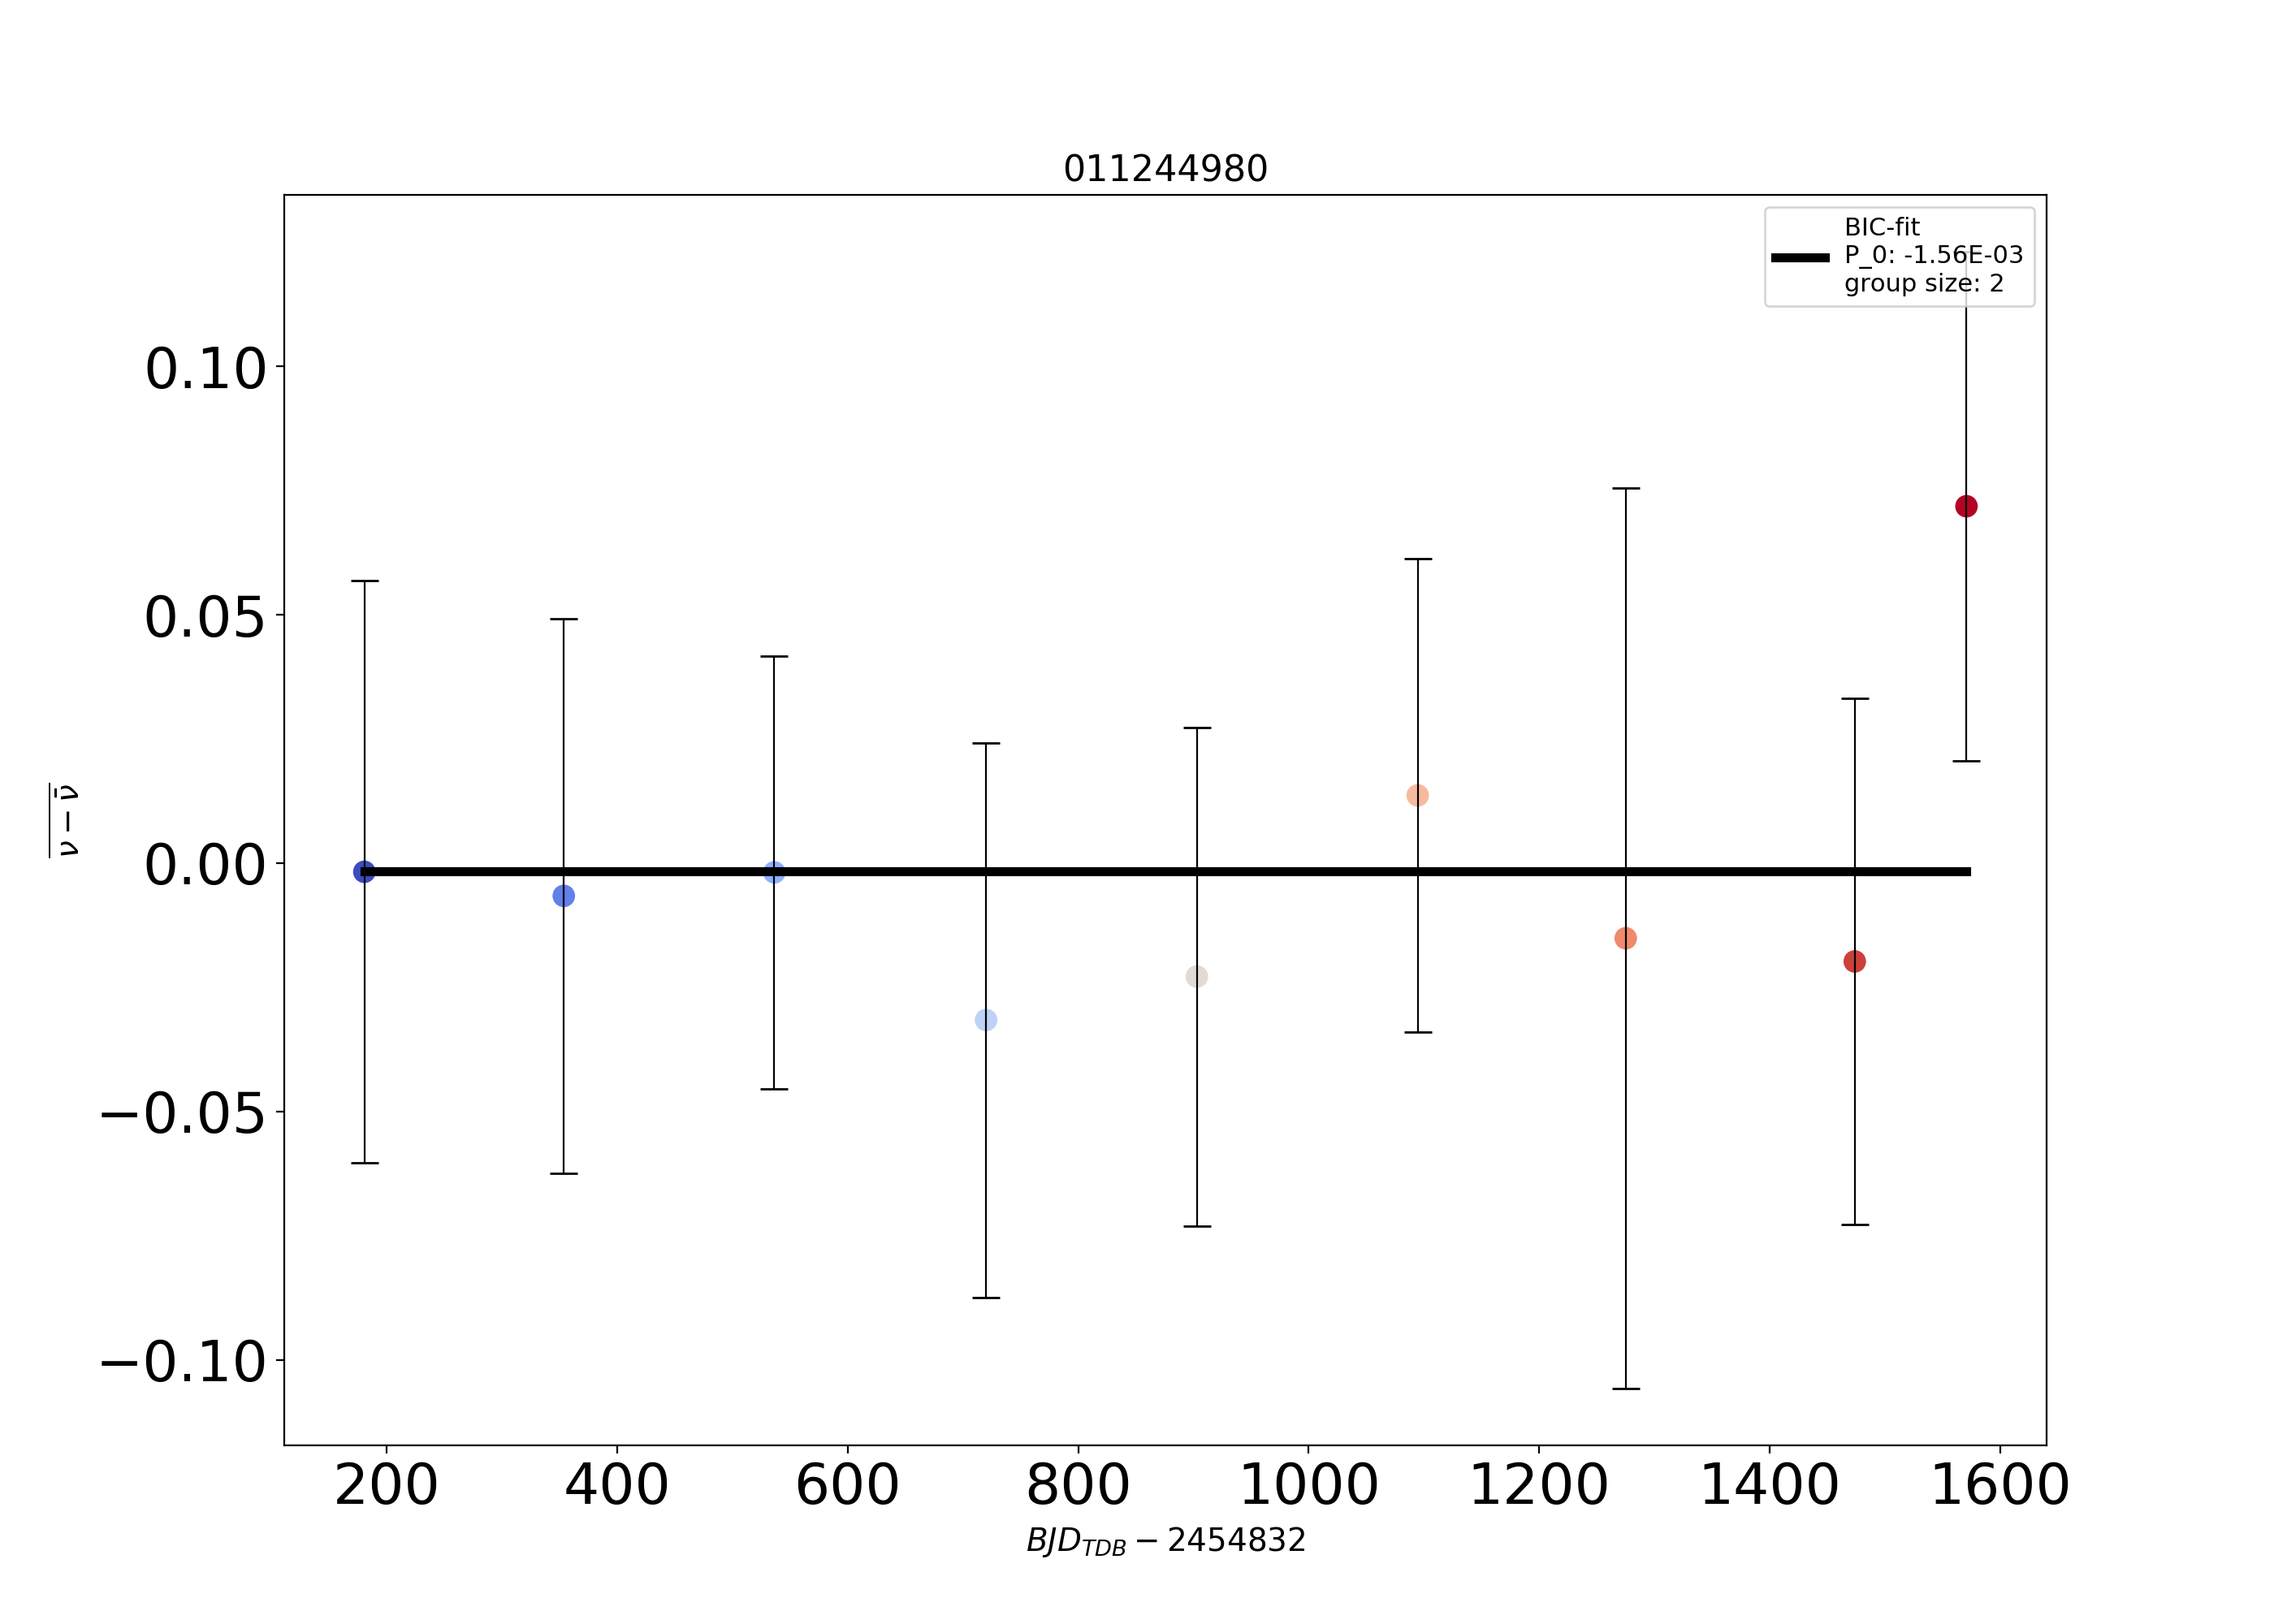 011244980
BIC-fit
P_0: -1.56E-03
group size: 2
0.10
0.05
0.00
−0.05
−0.10
ν − ν̄
200 400 600 800 1000 1200 1400 1600
BJD_TDB − 2454832